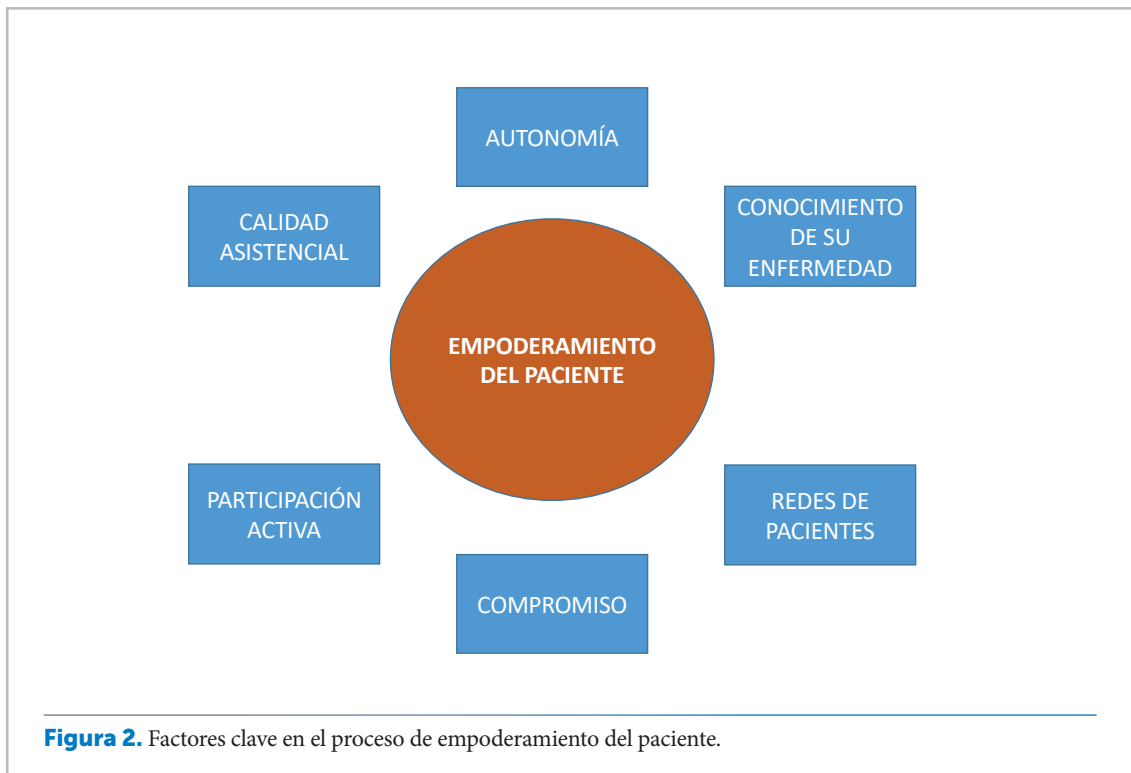 AUTONOMÍA
CALIDAD
ASISTENCIAL
CONOCIMIENTO
DE SU
ENFERMEDAD
EMPODERAMIENTO
DEL PACIENTE
PARTICIPACIÓN
ACTIVA
REDES DE
PACIENTES
COMPROMISO
Figura 2. Factores clave en el proceso de empoderamiento del paciente.